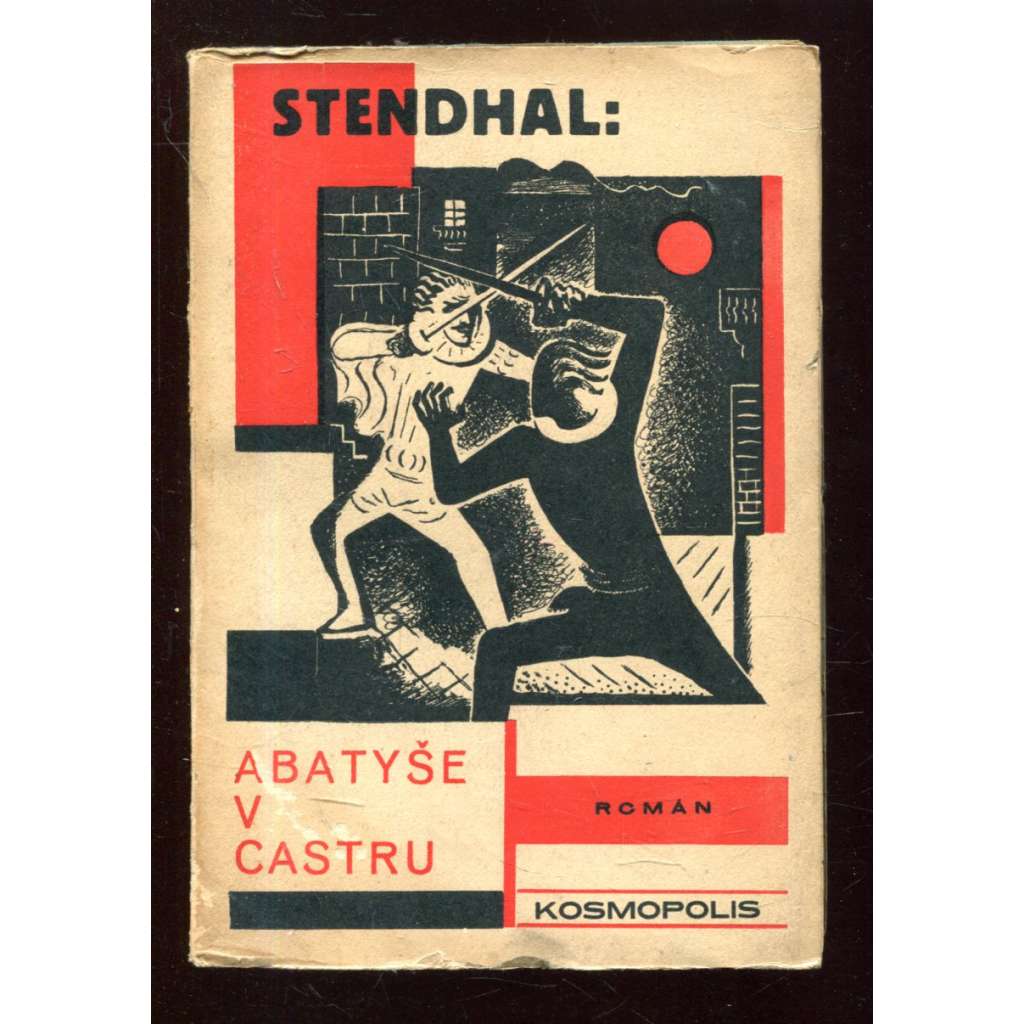 STENDHAL:
ABATYŠE
V
CASTRU
ROMÁN
KOSMOPOLIS